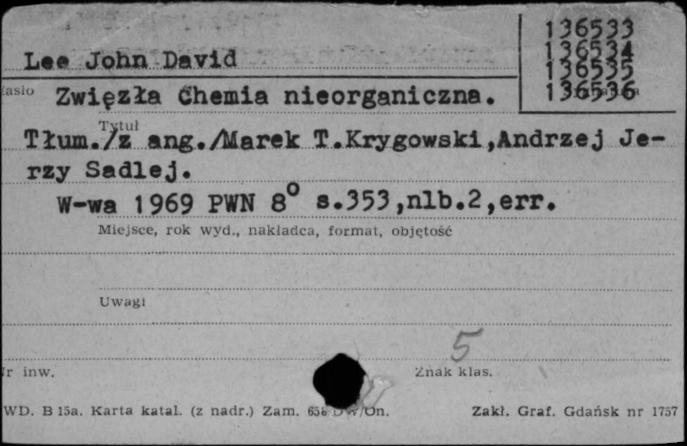 136533
136534
Lee John David
136535
136536
Zwięzła Chemia nieorganiczna.
Tytuł
Tłum./z ang./Marek T.Krygowski,Andrzej Je-
rzy Sadlej.
W-wa 1969 PWN 8° s.353,nlb.2,err.
Miejsce, rok wyd., nakładca, format, objętość
Uwagi
5
r inw.
Znak klas.
WD. B 15a. Karta katal. (z nadr.) Zam. Zakł. Graf. Gdańsk nr 1757